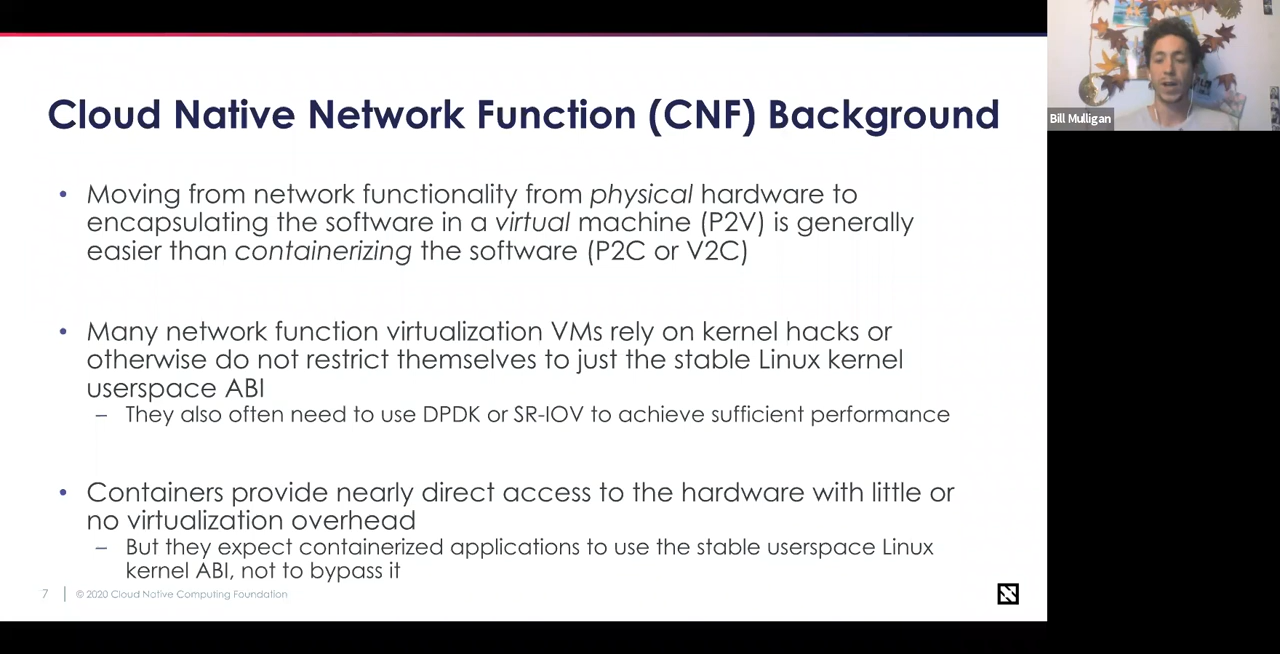 Cloud Native Network Function (CNF) Background
• Moving from network functionality from physical hardware to
encapsulating the software in a virtual machine (P2V) is generally
easier than containerizing the software (P2C or V2C)
• Many network function virtualization VMs rely on kernel hacks or
otherwise do not restrict themselves to just the stable Linux kernel
userspace ABI
– They also often need to use DPDK or SR-IOV to achieve sufficient performance
• Containers provide nearly direct access to the hardware with little or
no virtualization overhead
– But they expect containerized applications to use the stable userspace Linux
kernel ABI, not to bypass it
7 | © 2020 Cloud Native Computing Foundation
Bill Mulligan